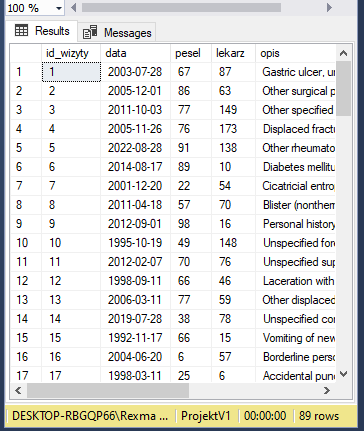 100 %
Results Messages
id_wizyty data pesel lekarz opis
1 1 2003-07-28 67 87 Gastric ulcer, un
2 2 2005-12-01 86 63 Other surgical p
3 3 2011-10-03 77 149 Other specified
4 4 2005-11-26 76 173 Displaced fractu
5 5 2022-08-28 91 138 Other rheumato
6 6 2014-08-17 89 10 Diabetes mellitu
7 7 2001-12-20 22 54 Cicatricial entrop
8 8 2011-04-18 57 70 Blister (nontherm
9 9 2012-09-01 98 16 Personal history
10 10 1995-10-19 49 148 Unspecified fore
11 11 2012-02-07 70 76 Unspecified sup
12 12 1998-09-11 66 46 Laceration with
13 13 2006-03-11 77 59 Other displaced
14 14 2019-07-28 38 78 Unspecified con
15 15 1992-11-17 66 15 Vomiting of new
16 16 2004-06-20 6 57 Borderline perso
17 17 1998-03-11 25 6 Accidental punc
DESKTOP-RBGQP66\Rexma ... ProjektV1 00:00:00 89 rows